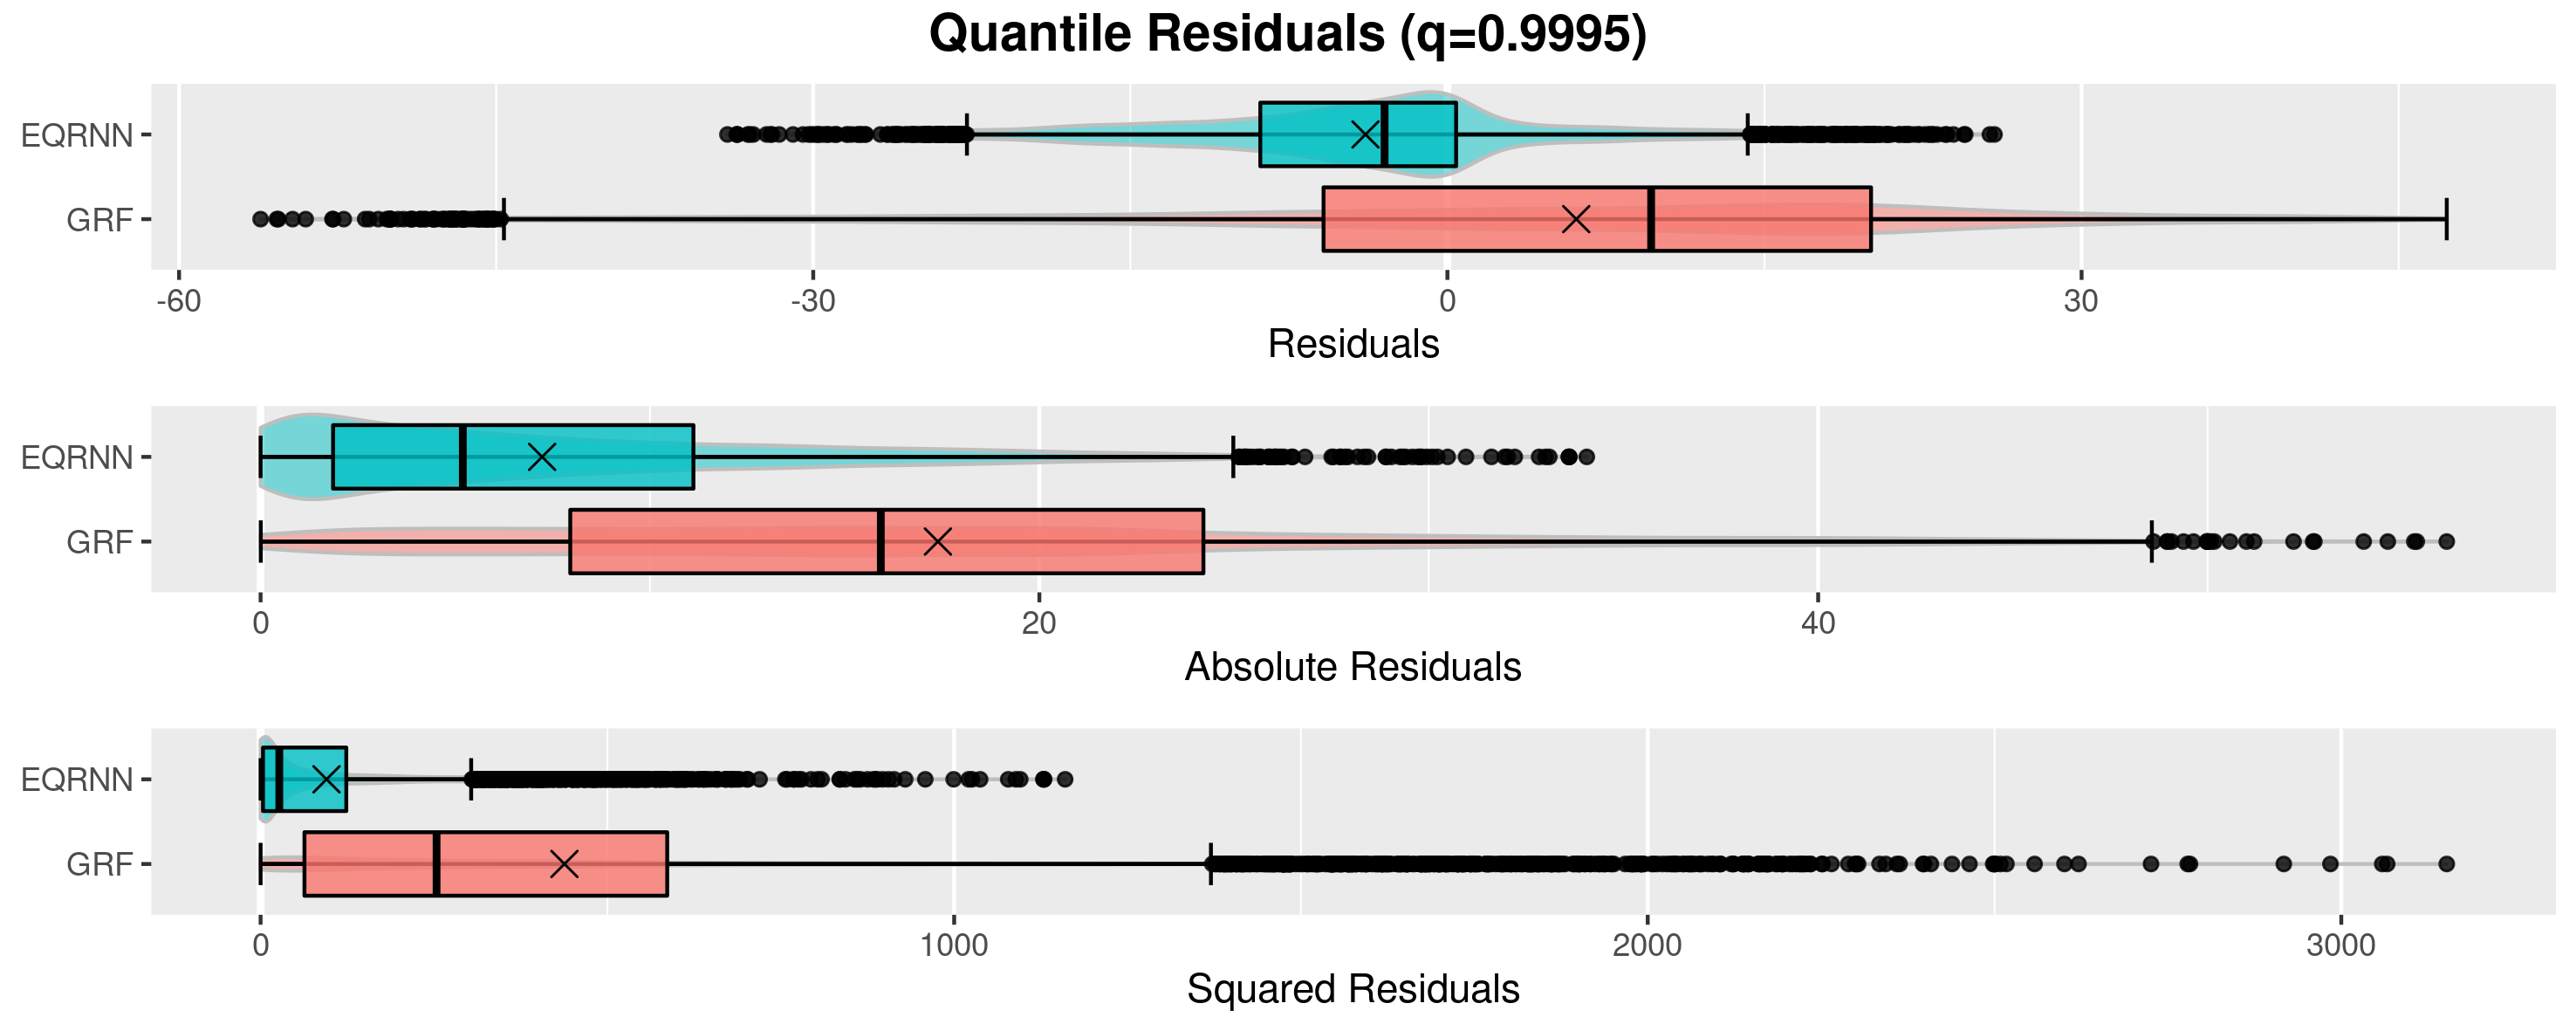 Quantile Residuals (q=0.9995)
EQRNN
GRF
-60 -30 0 30
Residuals
EQRNN
GRF
0 20 40
Absolute Residuals
EQRNN
GRF
0 1000 2000 3000
Squared Residuals